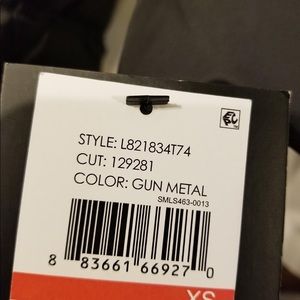 STYLE: L821834T74
CUT: 129281
COLOR: GUN METAL
SMLS463-0013
8 83661 66927 0
XS